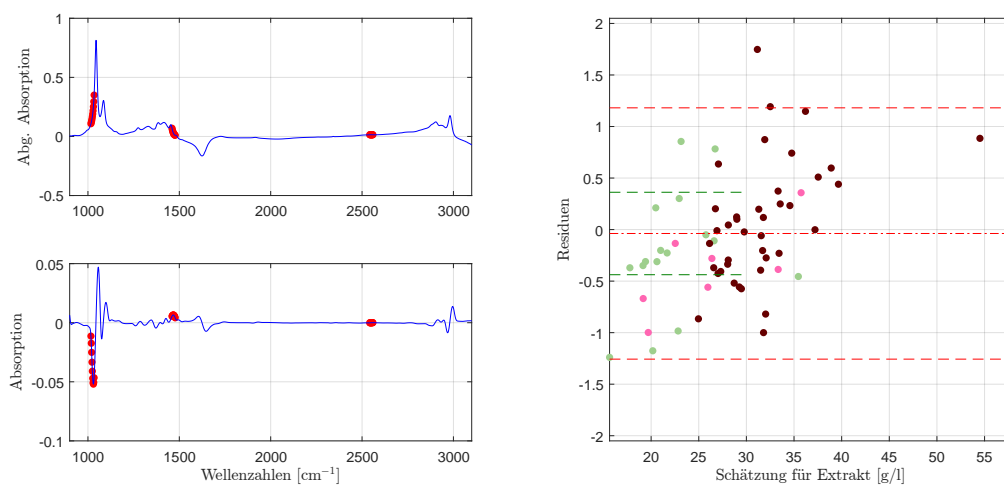 1
0.5
0
-0.5
Abg. Absorption
1000 1500 2000 2500 3000
0.05
0
-0.05
-0.1
Absorption
1000 1500 2000 2500 3000
Wellenzahlen [cm⁻¹]
2
1.5
1
0.5
0
-0.5
-1
-1.5
-2
Residuen
20 25 30 35 40 45 50 55
Schätzung für Extrakt [g/l]